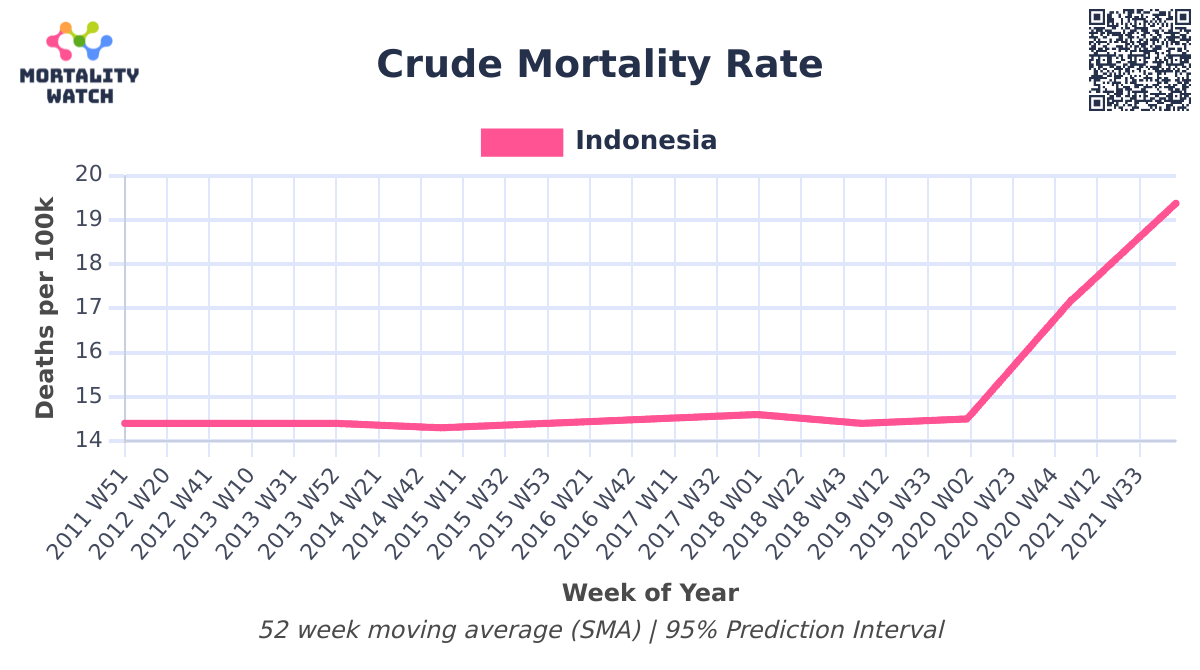 MORTALITY
WATCH
Crude Mortality Rate
Indonesia
Deaths per 100k
20
19
18
17
16
15
14
2011 W51
2012 W20
2012 W41
2013 W10
2013 W31
2013 W52
2014 W21
2014 W42
2015 W11
2015 W32
2015 W53
2016 W21
2016 W42
2017 W11
2017 W32
2018 W01
2018 W22
2018 W43
2019 W12
2019 W33
2020 W02
2020 W23
2020 W44
2021 W12
2021 W33
Week of Year
52 week moving average (SMA) | 95% Prediction Interval